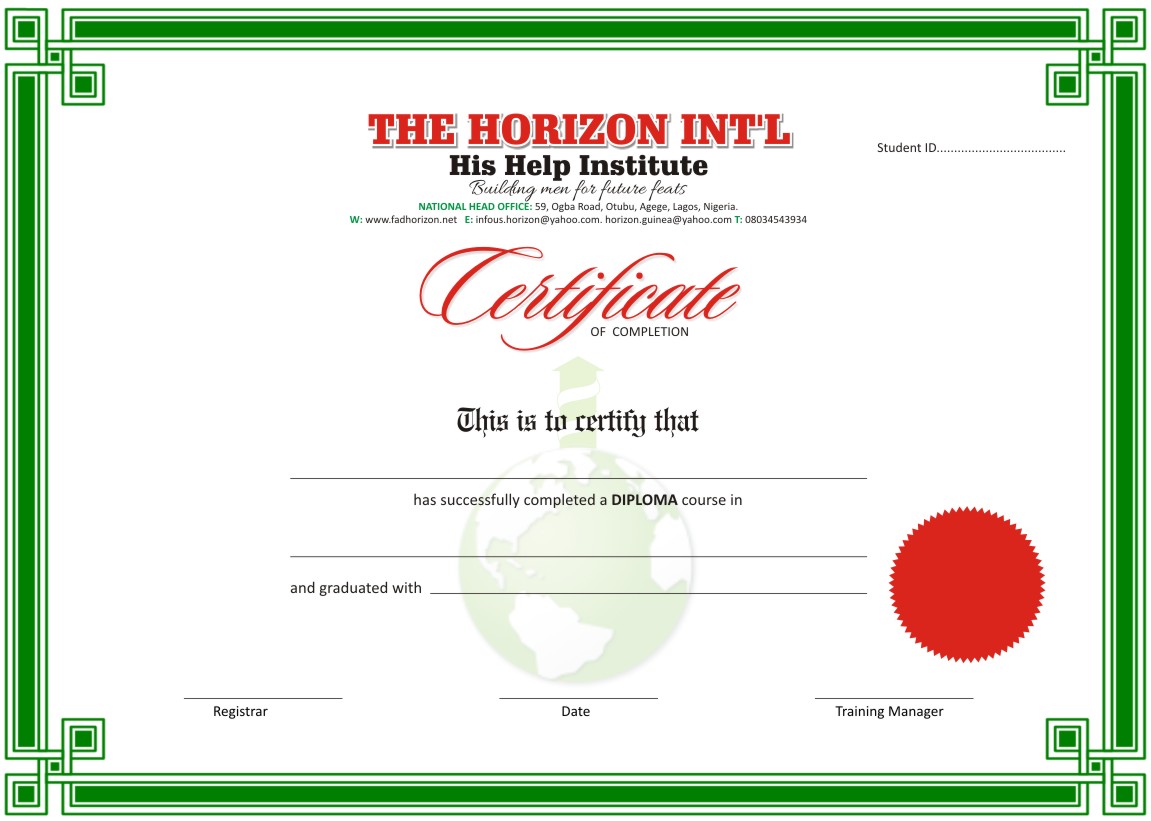 THE HORIZON INT'L
Student ID.....................................
His Help Institute
Building men for future feats
NATIONAL HEAD OFFICE: 59, Ogba Road, Otubu, Agege, Lagos, Nigeria.
W: www.fadhorizon.net E: infous.horizon@yahoo.com. horizon.guinea@yahoo.com T: 08034543934
Certificate
OF COMPLETION
This is to certify that
has successfully completed a DIPLOMA course in
and graduated with
Registrar
Date
Training Manager